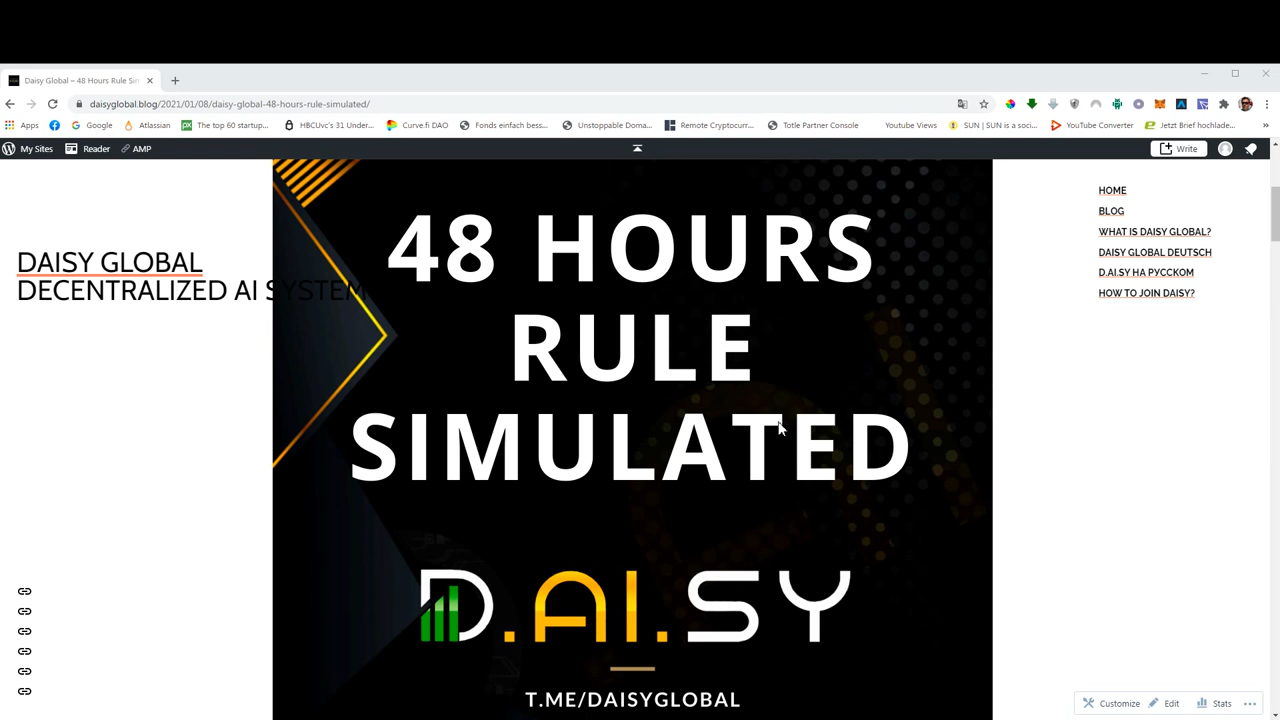 Daisy Global – 48 Hours Rule Sim
daisyglobal.blog/2021/01/08/daisy-global-48-hours-rule-simulated/
Apps Google Atlassian The top 60 startup... HBCUvc's 31 Under... Curve.fi DAO Fonds einfach bess... Unstoppable Doma... Remote Cryptocurr... Totle Partner Console Youtube Views SUN | SUN is a soci... YouTube Converter Jetzt Brief hochlade... »
My Sites Reader AMP Write
DAISY GLOBAL
DECENTRALIZED AI SYSTEM
48 HOURS
RULE
SIMULATED
D.AI.SY
T.ME/DAISYGLOBAL
HOME
BLOG
WHAT IS DAISY GLOBAL?
DAISY GLOBAL DEUTSCH
D.AI.SY НА РУССКОМ
HOW TO JOIN DAISY?
Customize Edit Stats